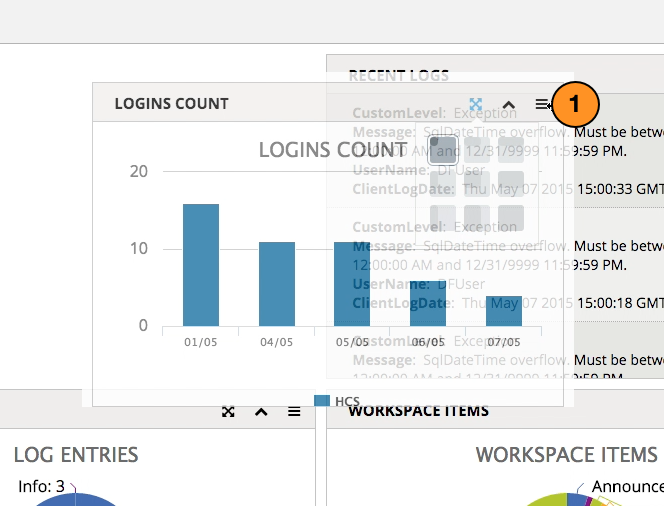 RECENT LOGS
LOGINS COUNT
1
CustomLevel: Exception
Message: SqlDateTime overflow. Must be betwe
12:00:00 AM and 12/31/9999 11:59:59 PM.
UserName: DFUser
ClientLogDate: Thu May 07 2015 15:00:33 GMT
CustomLevel: Exception
Message: SqlDateTime overflow. Must be betwe
12:00:00 AM and 12/31/9999 11:59:59 PM.
UserName: DFUser
ClientLogDate: Thu May 07 2015 15:00:18 GMT
CustomLevel: Exception
Message: SqlDateTime overflow. Must be betwe
12:00:00 AM and 12/31/9999 11:59:59 PM.
LOGINS COUNT
20
10
0
01/05 04/05 05/05 06/05 07/05
HCS
WORKSPACE ITEMS
LOG ENTRIES
Info: 3
WORKSPACE ITEMS
Announce